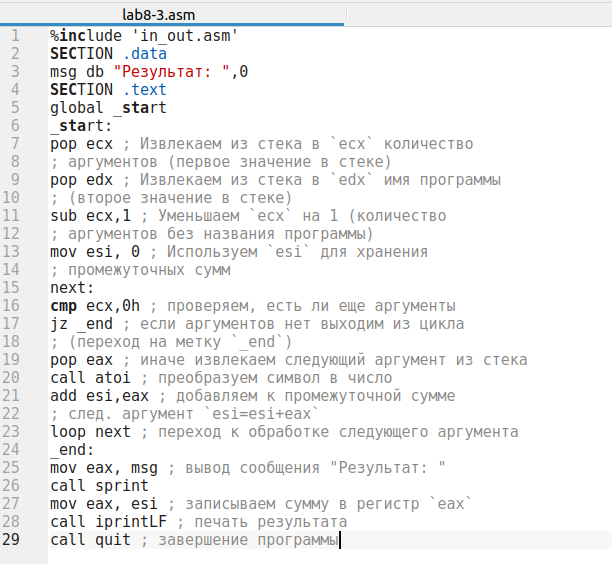 lab8-3.asm
1 %include 'in_out.asm'
2 SECTION .data
3 msg db "Результат: ",0
4 SECTION .text
5 global _start
6 _start:
7 pop ecx ; Извлекаем из стека в `ecx` количество
8 ; аргументов (первое значение в стеке)
9 pop edx ; Извлекаем из стека в `edx` имя программы
10 ; (второе значение в стеке)
11 sub ecx,1 ; Уменьшаем `ecx` на 1 (количество
12 ; аргументов без названия программы)
13 mov esi, 0 ; Используем `esi` для хранения
14 ; промежуточных сумм
15 next:
16 cmp ecx,0h ; проверяем, есть ли еще аргументы
17 jz _end ; если аргументов нет выходим из цикла
18 ; (переход на метку `_end`)
19 pop eax ; иначе извлекаем следующий аргумент из стека
20 call atoi ; преобразуем символ в число
21 add esi,eax ; добавляем к промежуточной сумме
22 ; след. аргумент `esi=esi+eax`
23 loop next ; переход к обработке следующего аргумента
24 _end:
25 mov eax, msg ; вывод сообщения "Результат: "
26 call sprint
27 mov eax, esi ; записываем сумму в регистр `eax`
28 call iprintLF ; печать результата
29 call quit ; завершение программы